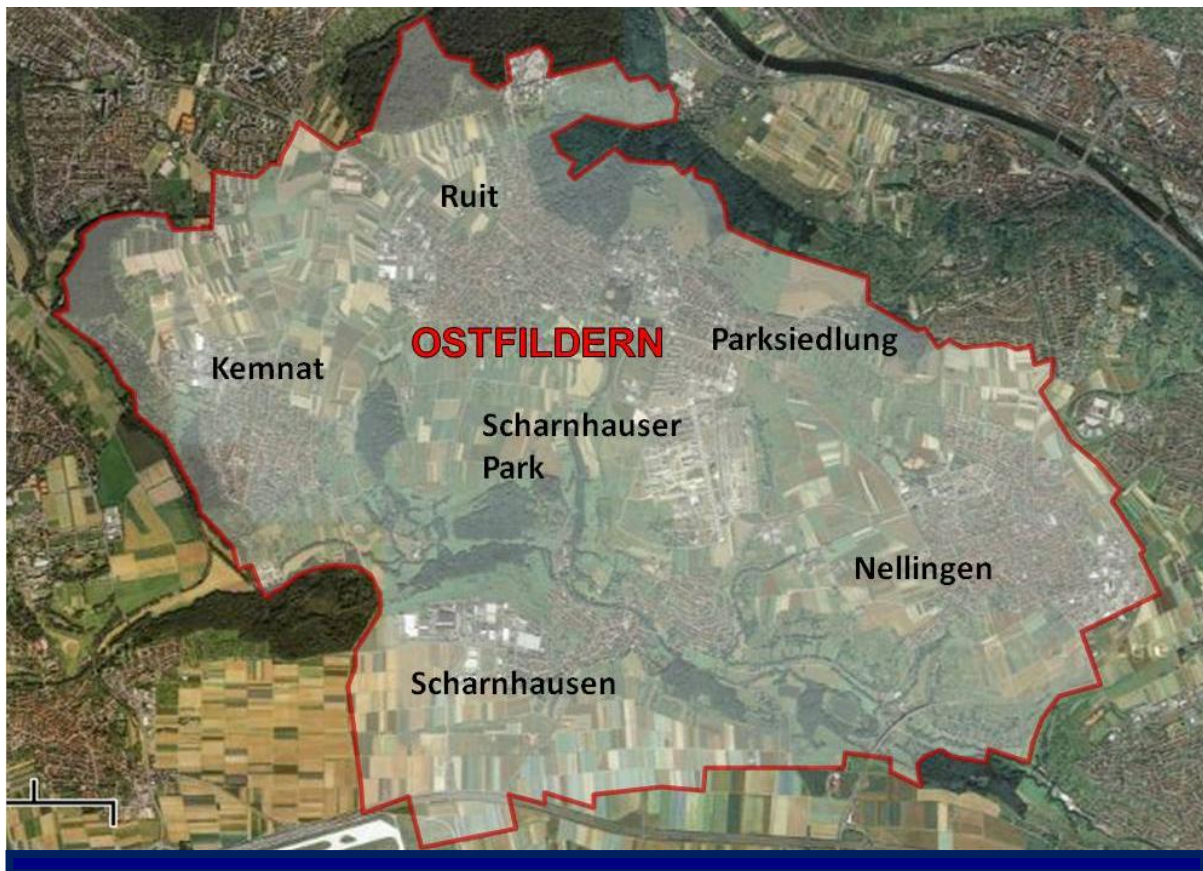 Ruit
OSTFILDERN
Parksiedlung
Kemnat
Scharnhauser
Park
Nellingen
Scharnhausen